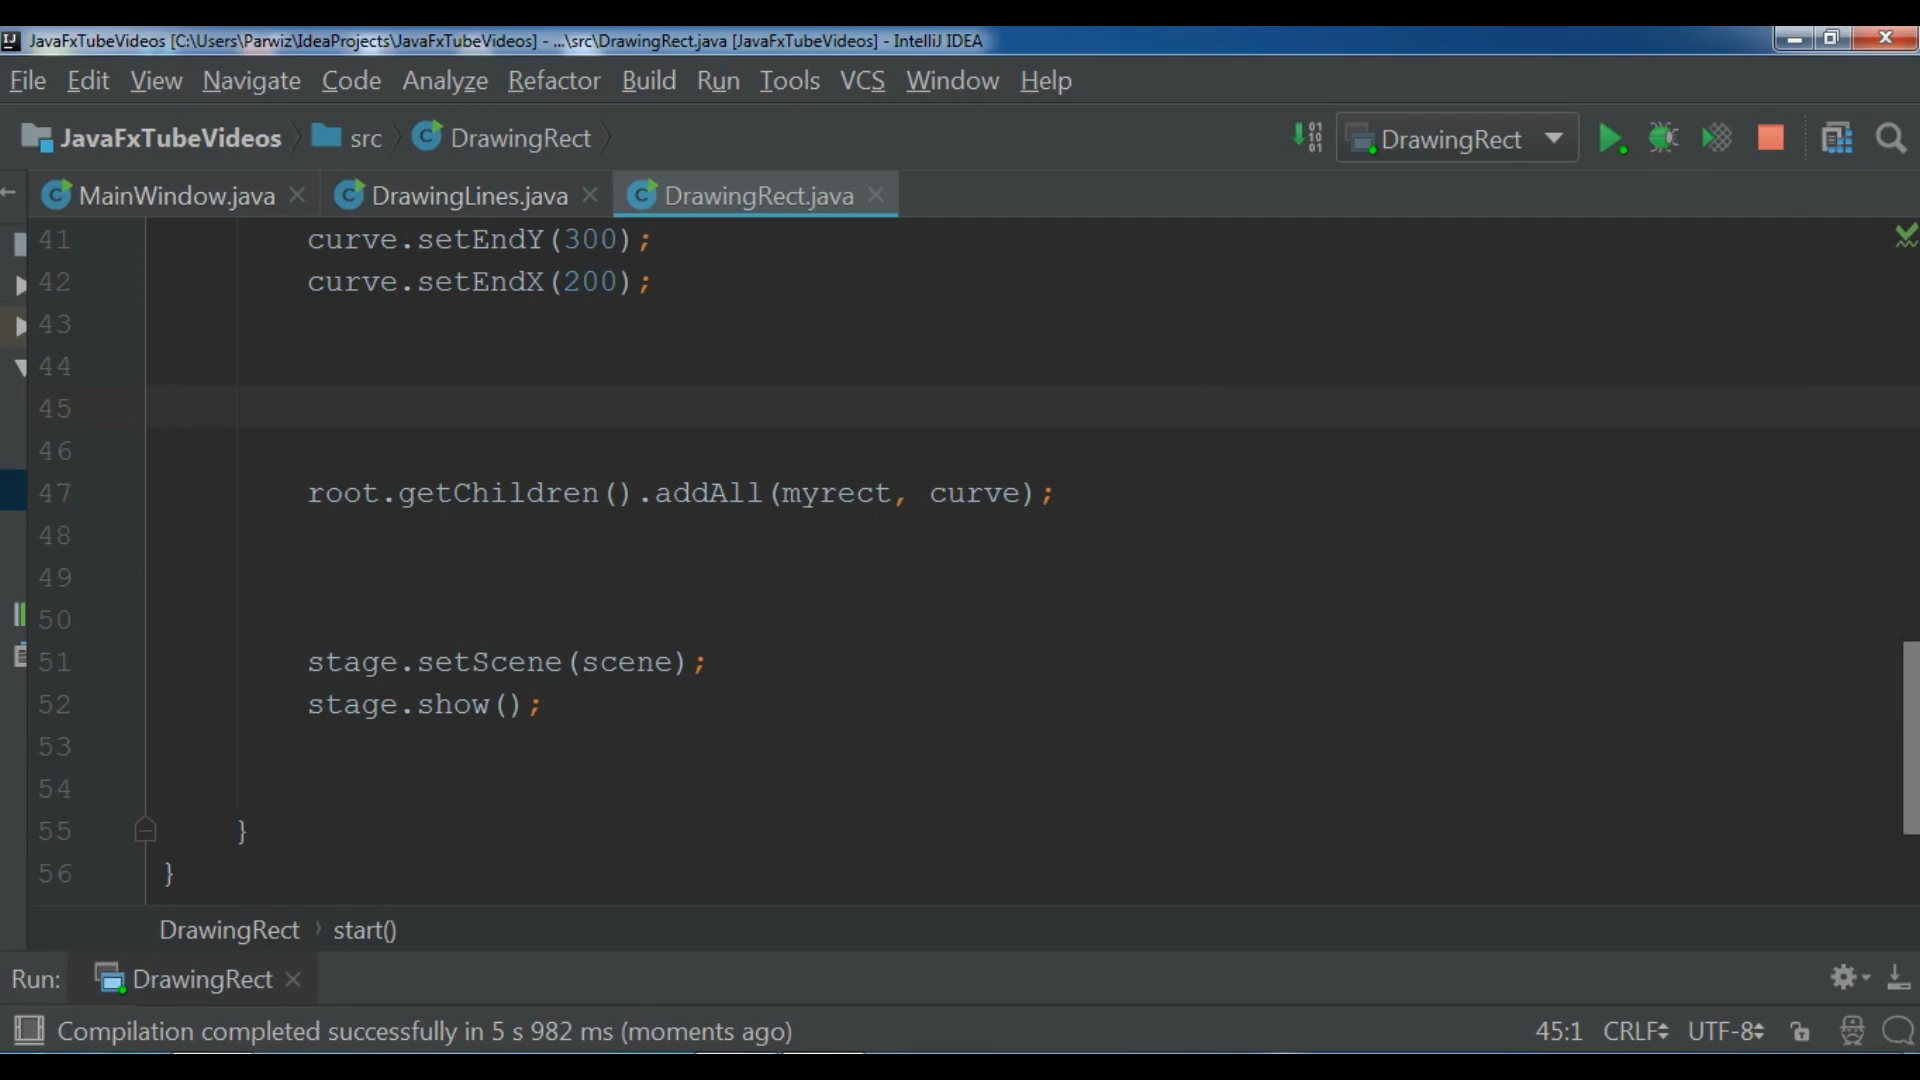 JavaFxTubeVideos [C:\Users\Parwiz\IdeaProjects\JavaFxTubeVideos] - ...\src\DrawingRect.java [JavaFxTubeVideos] - IntelliJ IDEA
File Edit View Navigate Code Analyze Refactor Build Run Tools VCS Window Help
JavaFxTubeVideos src DrawingRect DrawingRect
MainWindow.java DrawingLines.java DrawingRect.java
41 curve.setEndY(300);
42 curve.setEndX(200);
43
44
45
46
47 root.getChildren().addAll(myrect, curve);
48
49
50
51 stage.setScene(scene);
52 stage.show();
53
54
55 }
56 }
DrawingRect start()
Run: DrawingRect
Compilation completed successfully in 5 s 982 ms (moments ago) 45:1 CRLF UTF-8